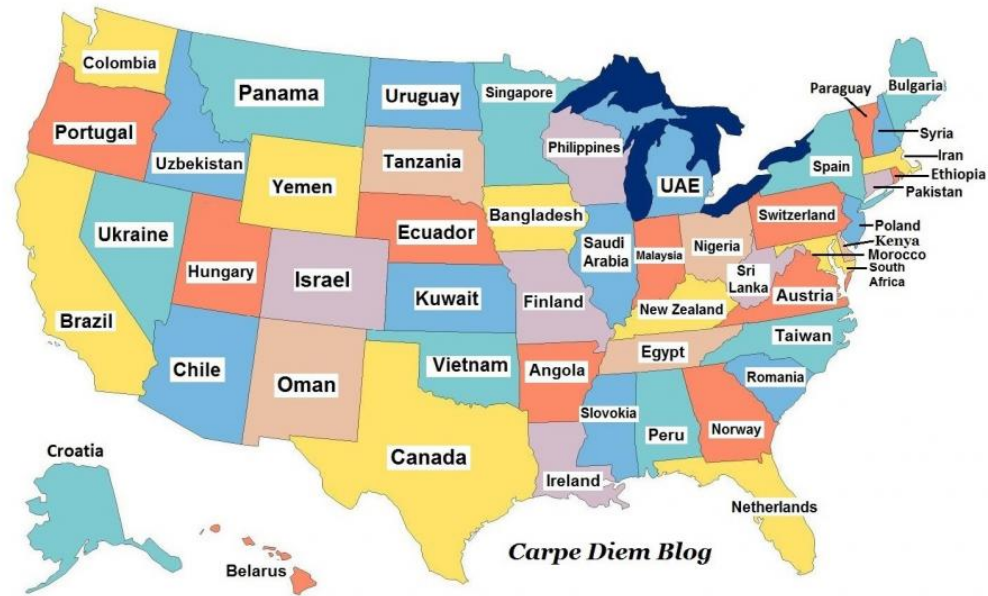 Colombia
Panama
Uruguay
Singapore
Paraguay
Bulgaria
Portugal
Uzbekistan
Tanzania
Philippines
Syria
Yemen
UAE
Spain
Iran
Ethiopia
Pakistan
Ukraine
Ecuador
Bangladesh
Switzerland
Poland
Kenya
Morocco
South
Africa
Hungary
Israel
Kuwait
Saudi
Arabia
Malaysia
Nigeria
Sri
Lanka
Brazil
Finland
New Zealand
Austria
Chile
Oman
Vietnam
Angola
Egypt
Taiwan
Romania
Canada
Slovokia
Peru
Norway
Ireland
Netherlands
Croatia
Belarus
Carpe Diem Blog